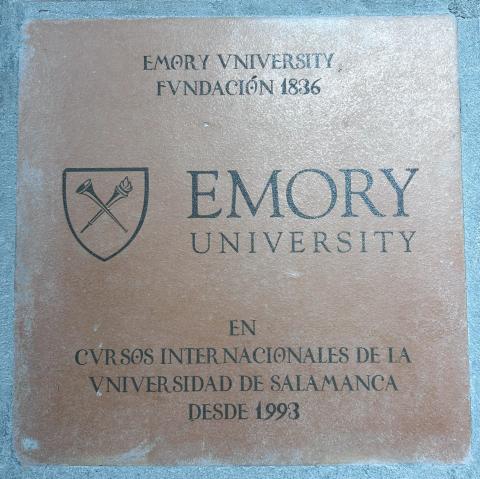 EMORY VNIVERSITY
FVNDACIÓN 1836
EMORY
UNIVERSITY
EN
CVRSOS INTERNACIONALES DE LA
VNIVERSIDAD DE SALAMANCA
DESDE 1993